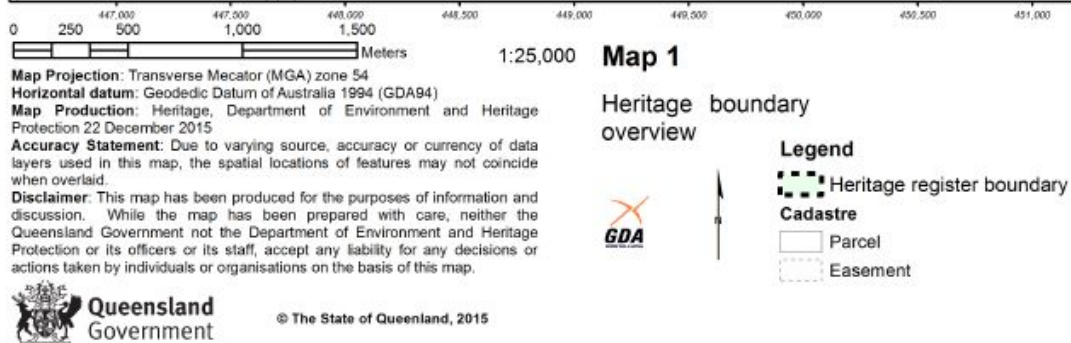 447,000 447,000 448,000 448,500 449,000 449,500 450,000 450,500 451,000
0 250 500 1,000 1,500
Meters
1:25,000
Map Projection: Transverse Mecator (MGA) zone 54
Horizontal datum: Geodedic Datum of Australia 1994 (GDA94)
Map Production: Heritage, Department of Environment and Heritage
Protection 22 December 2015
Accuracy Statement: Due to varying source, accuracy or currency of data
layers used in this map, the spatial locations of features may not coincide
when overlaid.
Disclaimer: This map has been produced for the purposes of information and
discussion. While the map has been prepared with care, neither the
Queensland Government not the Department of Environment and Heritage
Protection or its officers or its staff, accept any liability for any decisions or
actions taken by individuals or organisations on the basis of this map.
Queensland
Government
© The State of Queenland, 2015
Map 1
Heritage boundary
overview
GDA
N
Legend
Heritage register boundary
Cadastre
Parcel
Easement